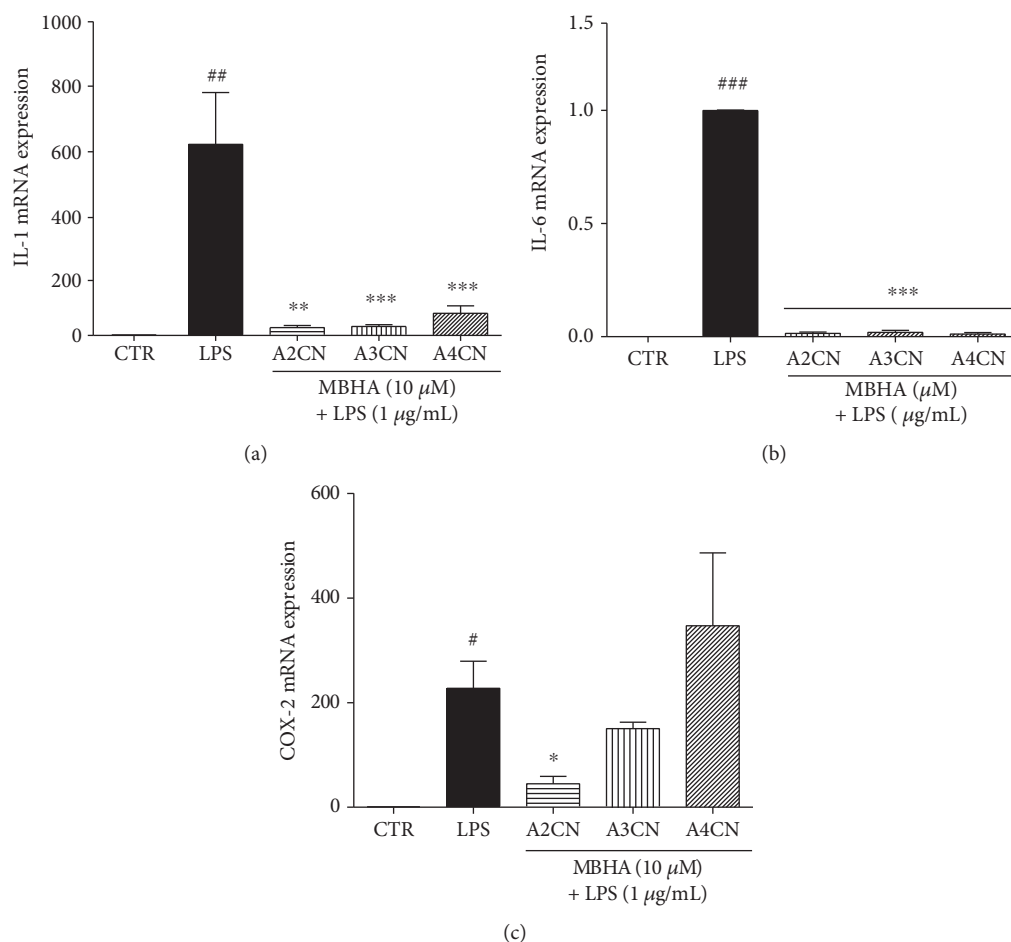 IL-1 mRNA expression
1000
800
600
400
200
0
##
**
***
***
CTR
LPS
A2CN
A3CN
A4CN
MBHA (10 μM)
+ LPS (1 μg/mL)
(a)
IL-6 mRNA expression
1.5
1.0
0.5
0.0
###
***
CTR
LPS
A2CN
A3CN
A4CN
MBHA (μM)
+ LPS ( μg/mL)
(b)
COX-2 mRNA expression
600
400
200
0
#
*
CTR
LPS
A2CN
A3CN
A4CN
MBHA (10 μM)
+ LPS (1 μg/mL)
(c)